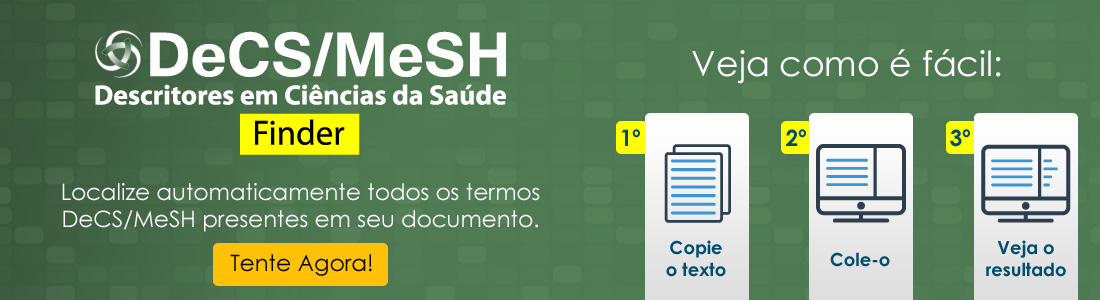 DeCS/MeSH
Descritores em Ciências da Saúde
Finder
Localize automaticamente todos os termos
DeCS/MeSH presentes em seu documento.
Tente Agora!
Veja como é fácil:
1º
Copie
o texto
2º
Cole-o
3º
Veja o
resultado